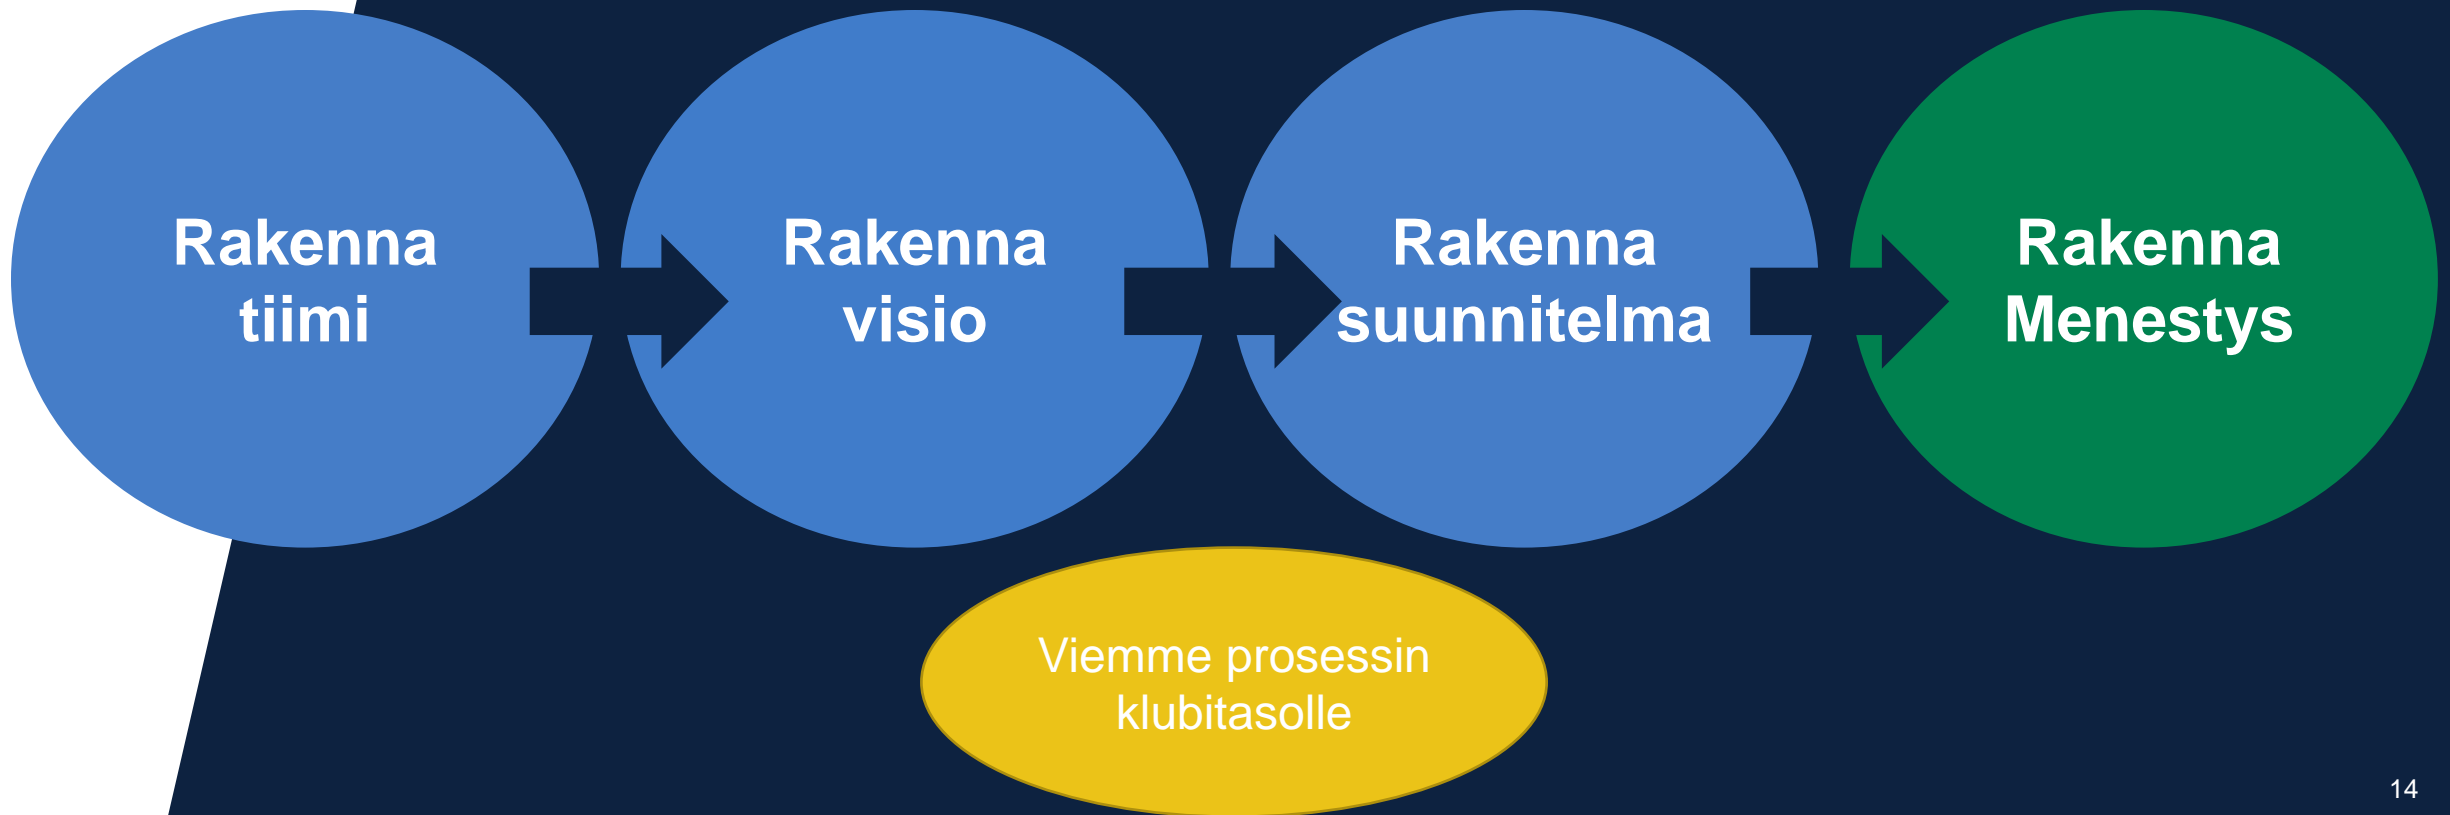 Rakenna
tiimi
Rakenna
visio
Rakenna
suunnitelma
Rakenna
Menestys
Viemme prosessin
klubitasolle
14